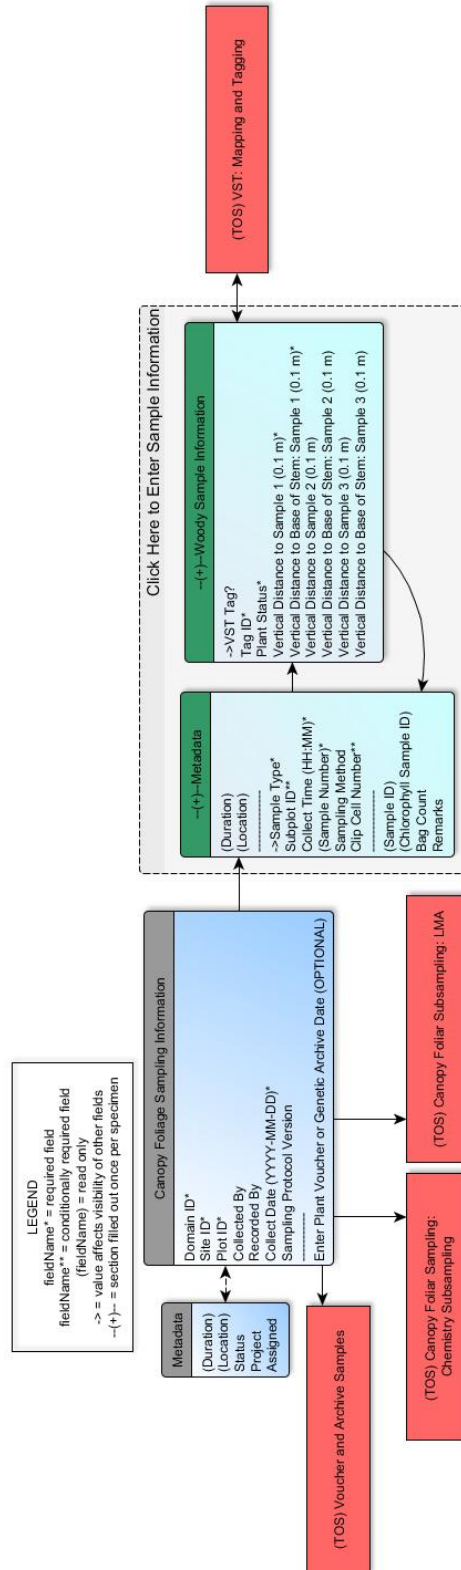 LEGEND
fieldName* = required field
fieldName** = conditionally required field
(fieldName) = read only
-> = value affects visibility of other fields
--(+)-- = section filled out once per specimen
Metadata
(Duration)
(Location)
Status
Project
Assigned
Canopy Foliage Sampling Information
Domain ID*
Site ID*
Plot ID*
Collected By
Recorded By
Collect Date (YYYY-MM-DD)*
Sampling Protocol Version
----------------
Enter Plant Voucher or Genetic Archive Date (OPTIONAL)
(TOS) Voucher and Archive Samples
(TOS) Canopy Foliar Sampling:
Chemistry Subsampling
(TOS) Canopy Foliar Subsampling: LMA
Click Here to Enter Sample Information
--(+)--Metadata
(Duration)
(Location)
----------------
->Sample Type*
Subplot ID**
Collect Time (HH:MM)*
(Sample Number)*
Sampling Method
Clip Cell Number**
----------------
(Sample ID)
(Chlorophyll Sample ID)
Bag Count
Remarks
--(+)--Woody Sample Information
->VST Tag?
Tag ID*
Plant Status*
Vertical Distance to Sample 1 (0.1 m)*
Vertical Distance to Base of Stem: Sample 1 (0.1 m)*
Vertical Distance to Sample 2 (0.1 m)
Vertical Distance to Base of Stem: Sample 2 (0.1 m)
Vertical Distance to Sample 3 (0.1 m)
Vertical Distance to Base of Stem: Sample 3 (0.1 m)
(TOS) VST: Mapping and Tagging